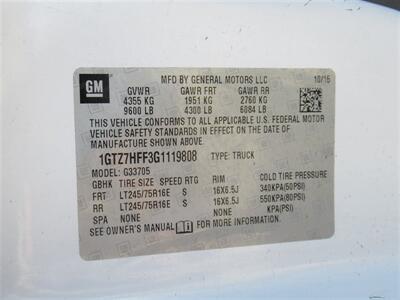 GM
MFD BY GENERAL MOTORS LLC 10/15
GVWR GAWR FRT GAWR RR
4355 KG 1951 KG 2760 KG
9600 LB 4300 LB 6084 LB
THIS VEHICLE CONFORMS TO ALL APPLICABLE U.S. FEDERAL MOTOR
VEHICLE SAFETY STANDARDS IN EFFECT ON THE DATE OF
MANUFACTURE SHOWN ABOVE.
1GTZ7HFF3G1119808 TYPE: TRUCK
MODEL: G33705
GBHK TIRE SIZE SPEED RTG RIM COLD TIRE PRESSURE
FRT LT245/75R16E S 16X6.5J 340KPA(50PSI)
RR LT245/75R16E S 16X6.5J 550KPA(80PSI)
SPA NONE NONE KPA(PSI)
SEE OWNER'S MANUAL FOR MORE INFORMATION